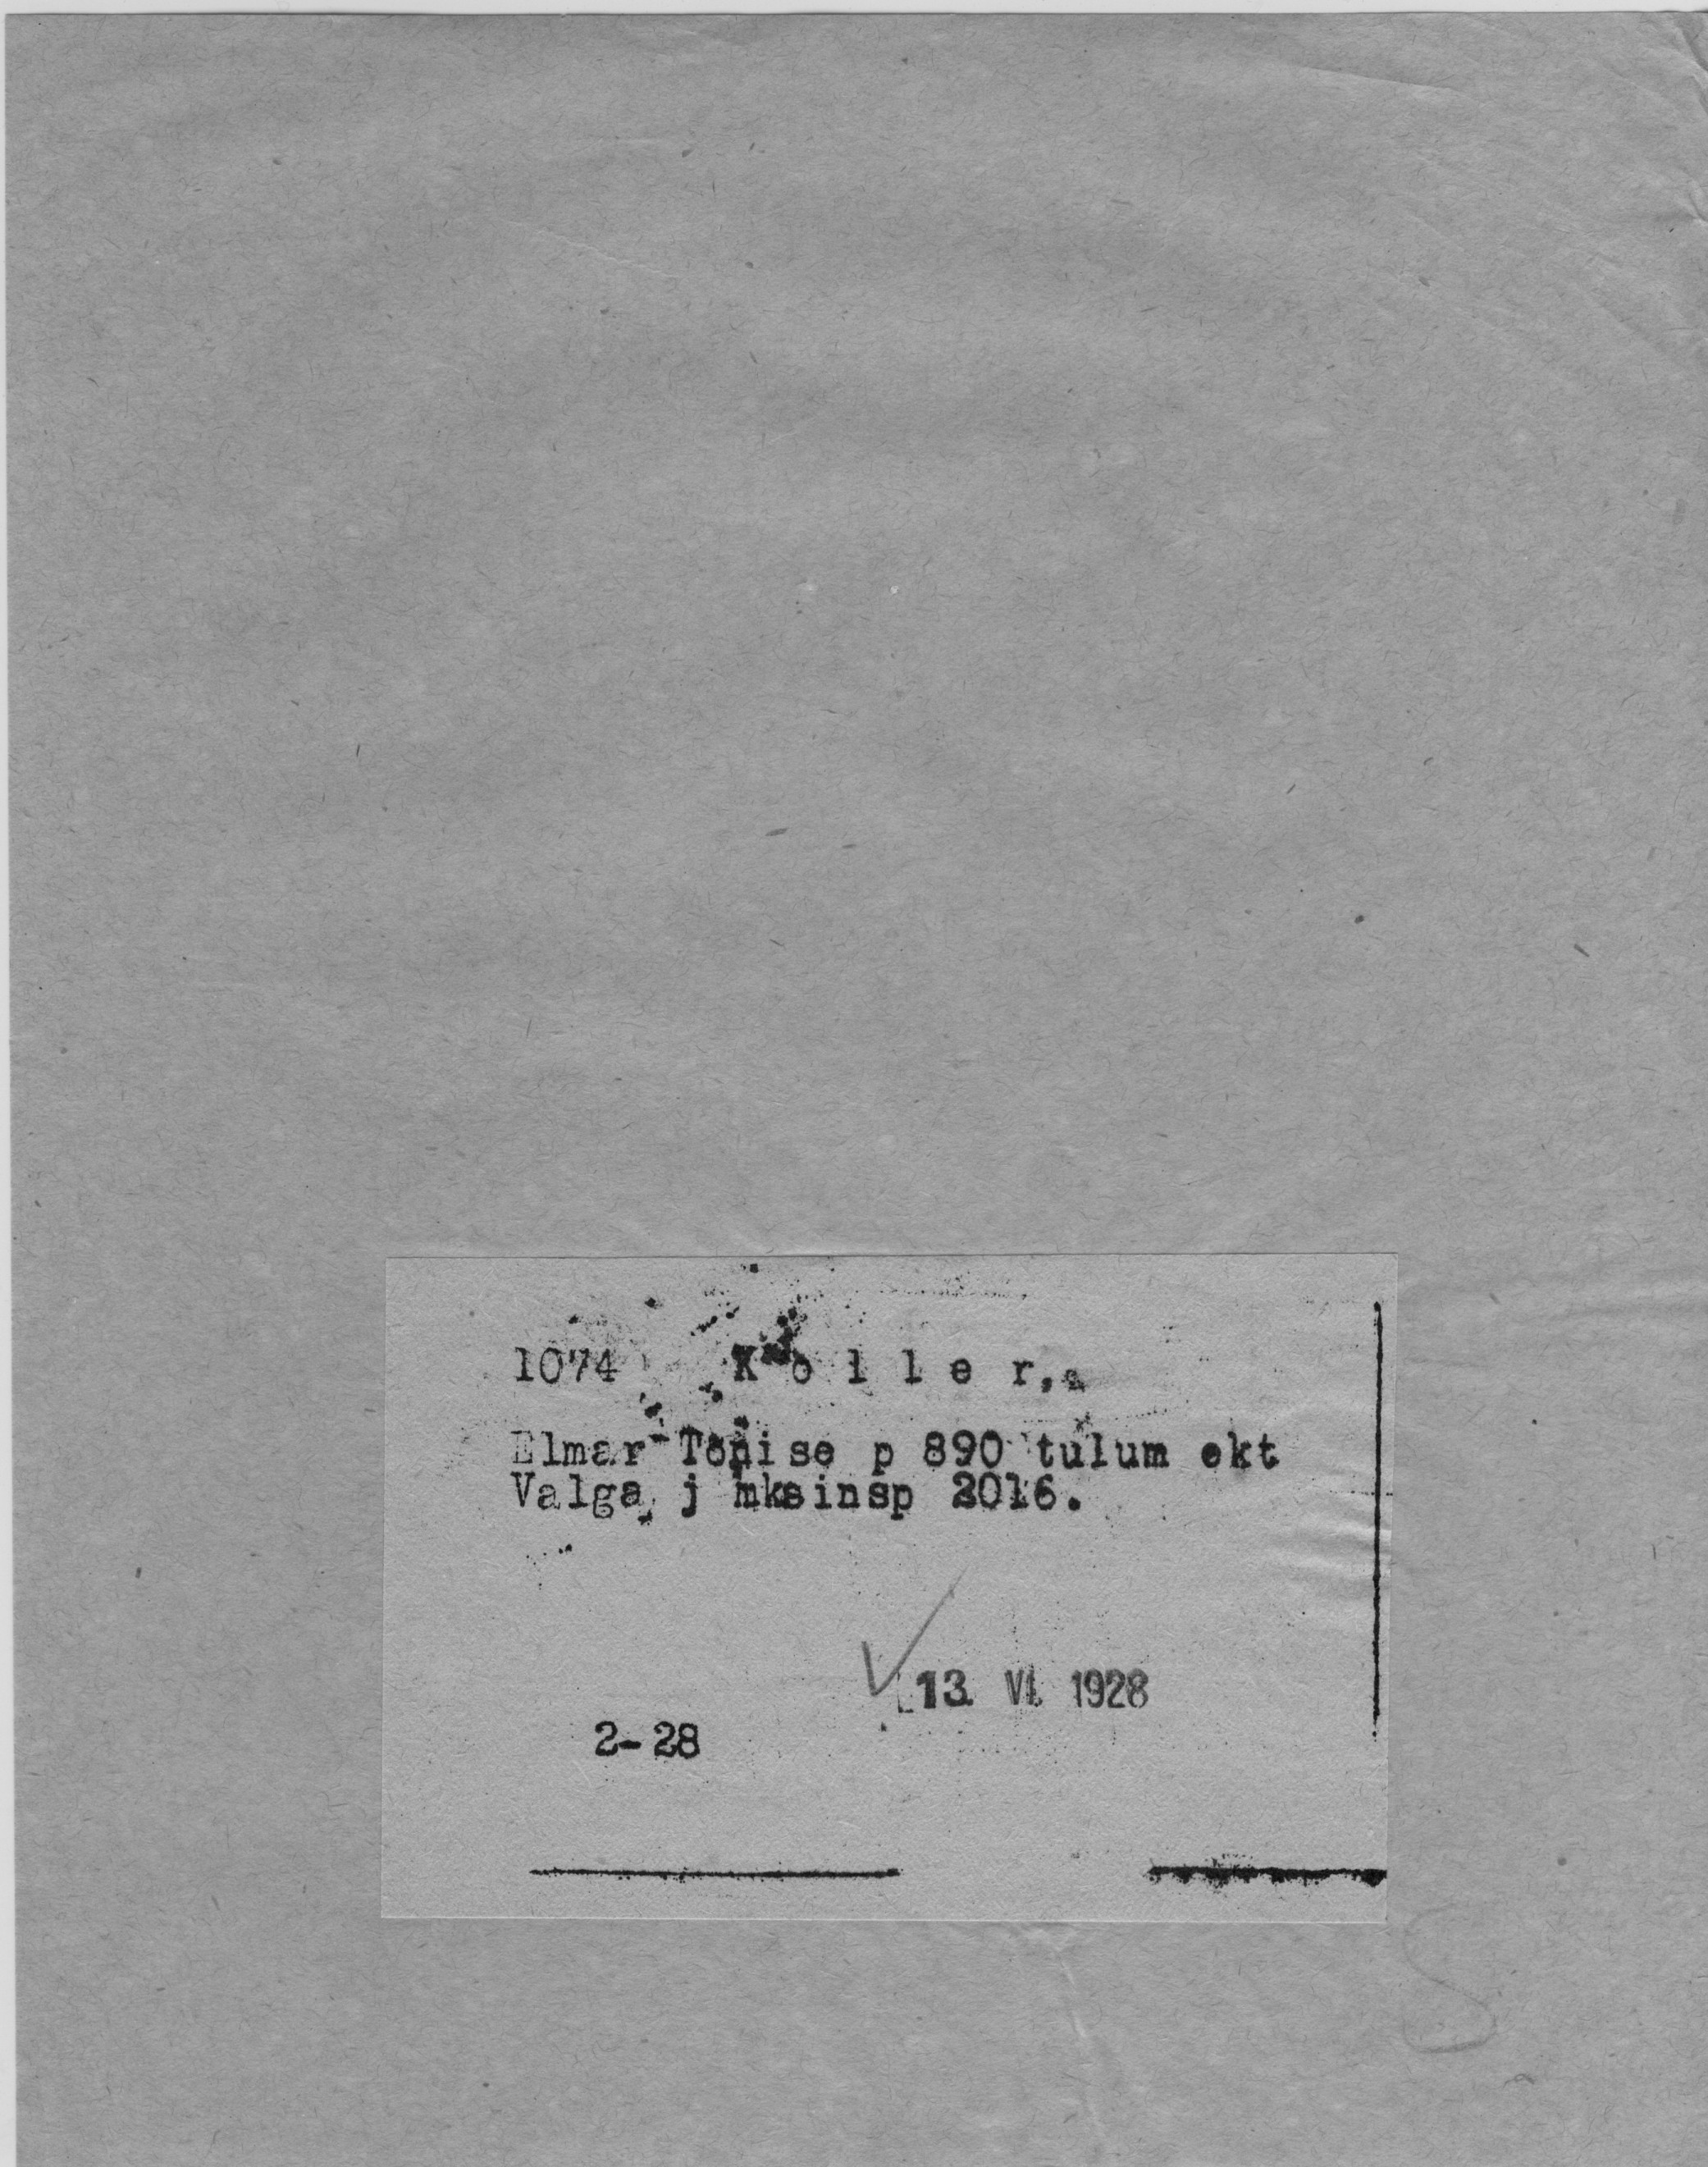 1074 K o l l e r,
Elmar Tõnise p 890 tulum ekt
Valga j mksinsp 2016.
13. VI. 1928
2-28